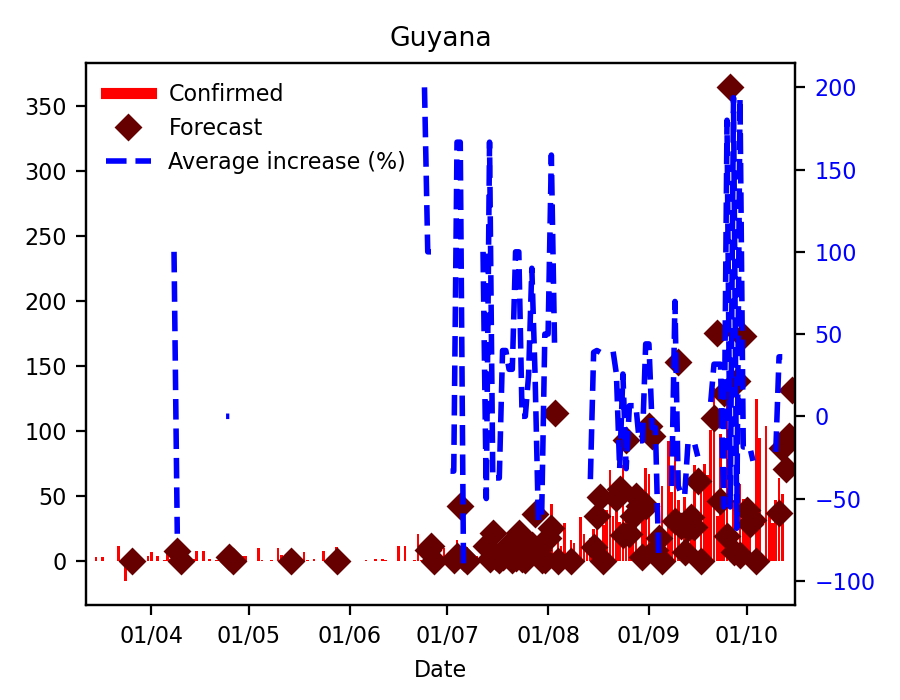 Guyana
Confirmed
Forecast
Average increase (%)
350
300
250
200
150
100
50
0
200
150
100
50
0
−50
−100
01/04 01/05 01/06 01/07 01/08 01/09 01/10
Date